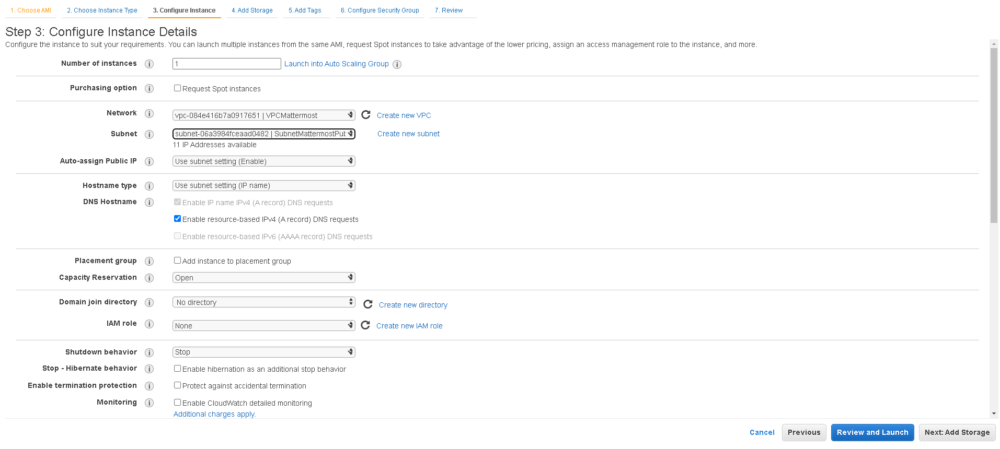 1. Choose AMI 2. Choose Instance Type 3. Configure Instance 4. Add Storage 5. Add Tags 6. Configure Security Group 7. Review
Step 3: Configure Instance Details
Configure the instance to suit your requirements. You can launch multiple instances from the same AMI, request Spot instances to take advantage of the lower pricing, assign an access management role to the instance, and more.
Number of instances i 1 Launch into Auto Scaling Group i
Purchasing option i Request Spot instances
Network i vpc-084e416b7a0917651 | VPCMattermost Create new VPC
Subnet i subnet-06a3984fceaad0482 | SubnetMattermostPub Create new subnet
11 IP Addresses available
Auto-assign Public IP i Use subnet setting (Enable)
Hostname type i Use subnet setting (IP name)
DNS Hostname i Enable IP name IPv4 (A record) DNS requests
Enable resource-based IPv4 (A record) DNS requests
Enable resource-based IPv6 (AAAA record) DNS requests
Placement group i Add instance to placement group
Capacity Reservation i Open
Domain join directory i No directory Create new directory
IAM role i None Create new IAM role
Shutdown behavior i Stop
Stop - Hibernate behavior i Enable hibernation as an additional stop behavior
Enable termination protection i Protect against accidental termination
Monitoring i Enable CloudWatch detailed monitoring
Additional charges apply.
Cancel Previous Review and Launch Next: Add Storage